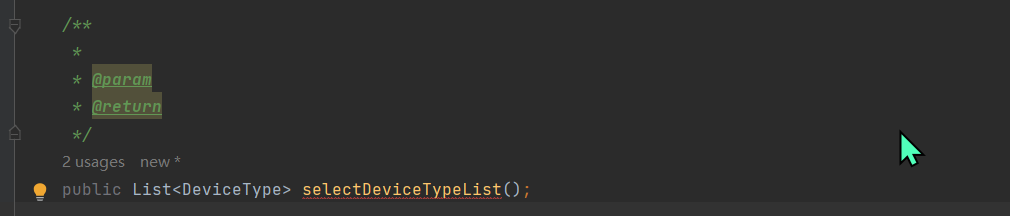 /**
*
* @param
* @return
*/
2 usages new *
public List<DeviceType> selectDeviceTypeList();